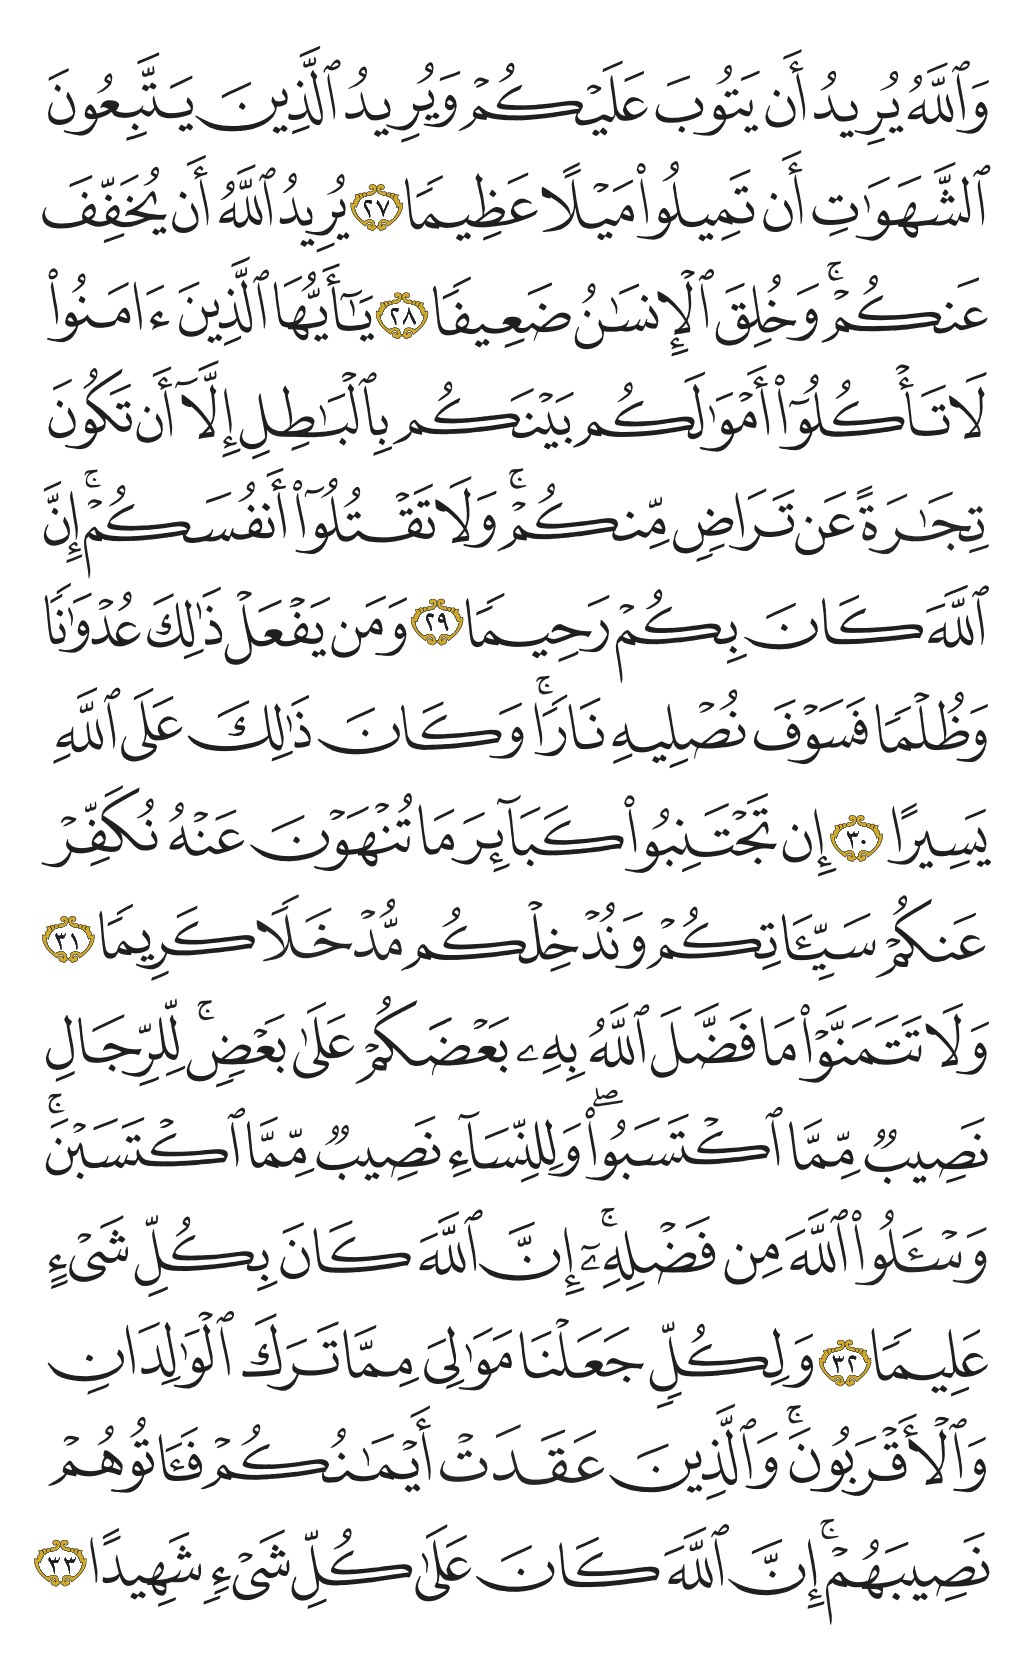 وَٱللَّهُ يُرِيدُ أَن يَتُوبَ عَلَيۡكُمۡ وَيُرِيدُ ٱلَّذِينَ يَتَّبِعُونَ
ٱلشَّهَوَٰتِ أَن تَمِيلُواْ مَيۡلًا عَظِيمٗا ٢٧ يُرِيدُ ٱللَّهُ أَن يُخَفِّفَ
عَنكُمۡۚ وَخُلِقَ ٱلۡإِنسَٰنُ ضَعِيفٗا ٢٨ يَٰٓأَيُّهَا ٱلَّذِينَ ءَامَنُواْ
لَا تَأۡكُلُوٓاْ أَمۡوَٰلَكُم بَيۡنَكُم بِٱلۡبَٰطِلِ إِلَّآ أَن تَكُونَ
تِجَٰرَةً عَن تَرَاضٖ مِّنكُمۡۚ وَلَا تَقۡتُلُوٓاْ أَنفُسَكُمۡۚ إِنَّ
ٱللَّهَ كَانَ بِكُمۡ رَحِيمٗا ٢٩ وَمَن يَفۡعَلۡ ذَٰلِكَ عُدۡوَٰنٗا
وَظُلۡمٗا فَسَوۡفَ نُصۡلِيهِ نَارٗاۚ وَكَانَ ذَٰلِكَ عَلَى ٱللَّهِ
يَسِيرًا ٣٠ إِن تَجۡتَنِبُواْ كَبَآئِرَ مَا تُنۡهَوۡنَ عَنۡهُ نُكَفِّرۡ
عَنكُمۡ سَيِّـَٔاتِكُمۡ وَنُدۡخِلۡكُم مُّدۡخَلٗا كَرِيمٗا ٣١
وَلَا تَتَمَنَّوۡاْ مَا فَضَّلَ ٱللَّهُ بِهِۦ بَعۡضَكُمۡ عَلَىٰ بَعۡضٖۚ لِّلرِّجَالِ
نَصِيبٞ مِّمَّا ٱكۡتَسَبُواْۖ وَلِلنِّسَآءِ نَصِيبٞ مِّمَّا ٱكۡتَسَبۡنَۚ
وَسۡـَٔلُواْ ٱللَّهَ مِن فَضۡلِهِۦٓۚ إِنَّ ٱللَّهَ كَانَ بِكُلِّ شَيۡءٍ
عَلِيمٗا ٣٢ وَلِكُلّٖ جَعَلۡنَا مَوَٰلِيَ مِمَّا تَرَكَ ٱلۡوَٰلِدَانِ
وَٱلۡأَقۡرَبُونَۚ وَٱلَّذِينَ عَقَدَتۡ أَيۡمَٰنُكُمۡ فَـَٔاتُوهُمۡ
نَصِيبَهُمۡۚ إِنَّ ٱللَّهَ كَانَ عَلَىٰ كُلِّ شَيۡءٖ شَهِيدًا ٣٣